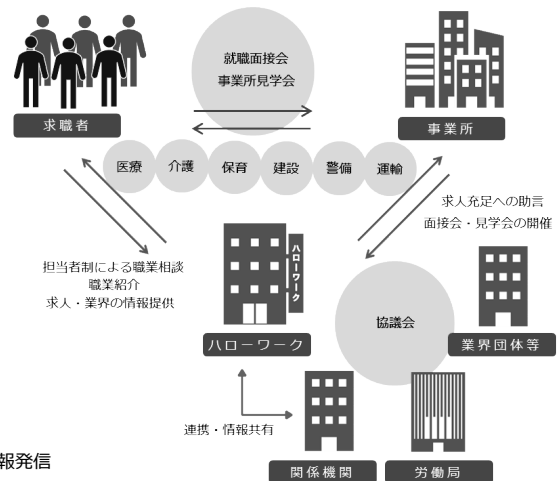 就職面接会
事業所見学会
求職者
事業所
医療
介護
保育
建設
警備
運輸
求人充足への助言
面接会・見学会の開催
担当者制による職業相談
職業紹介
求人・業界の情報提供
ハローワーク
協議会
ハローワーク
業界団体等
連携・情報共有
報発信
関係機関
労働局